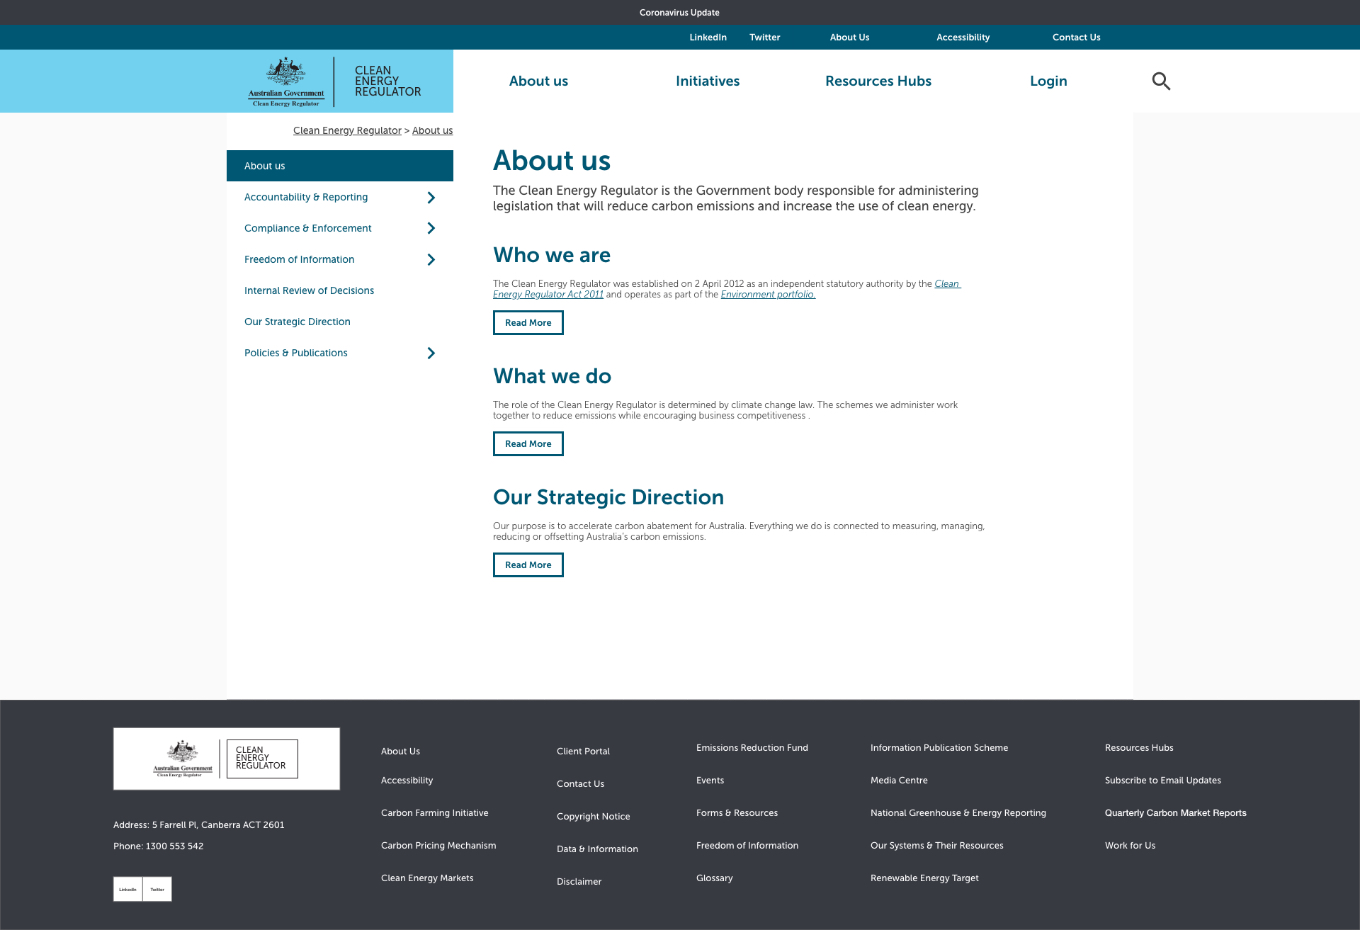 Coronavirus Update
LinkedIn Twitter About Us Accessibility Contact Us
Australian Government
Clean Energy Regulator
CLEAN
ENERGY
REGULATOR
About us Initiatives Resources Hubs Login
Clean Energy Regulator > About us
About us
Accountability & Reporting
Compliance & Enforcement
Freedom of Information
Internal Review of Decisions
Our Strategic Direction
Policies & Publications
About us
The Clean Energy Regulator is the Government body responsible for administering
legislation that will reduce carbon emissions and increase the use of clean energy.
Who we are
The Clean Energy Regulator was established on 2 April 2012 as an independent statutory authority by the Clean
Energy Regulator Act 2011 and operates as part of the Environment portfolio.
Read More
What we do
The role of the Clean Energy Regulator is determined by climate change law. The schemes we administer work
together to reduce emissions while encouraging business competitiveness .
Read More
Our Strategic Direction
Our purpose is to accelerate carbon abatement for Australia. Everything we do is connected to measuring, managing,
reducing or offsetting Australia's carbon emissions.
Read More
Australian Government
Clean Energy Regulator
CLEAN
ENERGY
REGULATOR
Address: 5 Farrell Pl, Canberra ACT 2601
Phone: 1300 553 542
LinkedIn Twitter
About Us
Accessibility
Carbon Farming Initiative
Carbon Pricing Mechanism
Clean Energy Markets
Client Portal
Contact Us
Copyright Notice
Data & Information
Disclaimer
Emissions Reduction Fund
Events
Forms & Resources
Freedom of Information
Glossary
Information Publication Scheme
Media Centre
National Greenhouse & Energy Reporting
Our Systems & Their Resources
Renewable Energy Target
Resources Hubs
Subscribe to Email Updates
Quarterly Carbon Market Reports
Work for Us